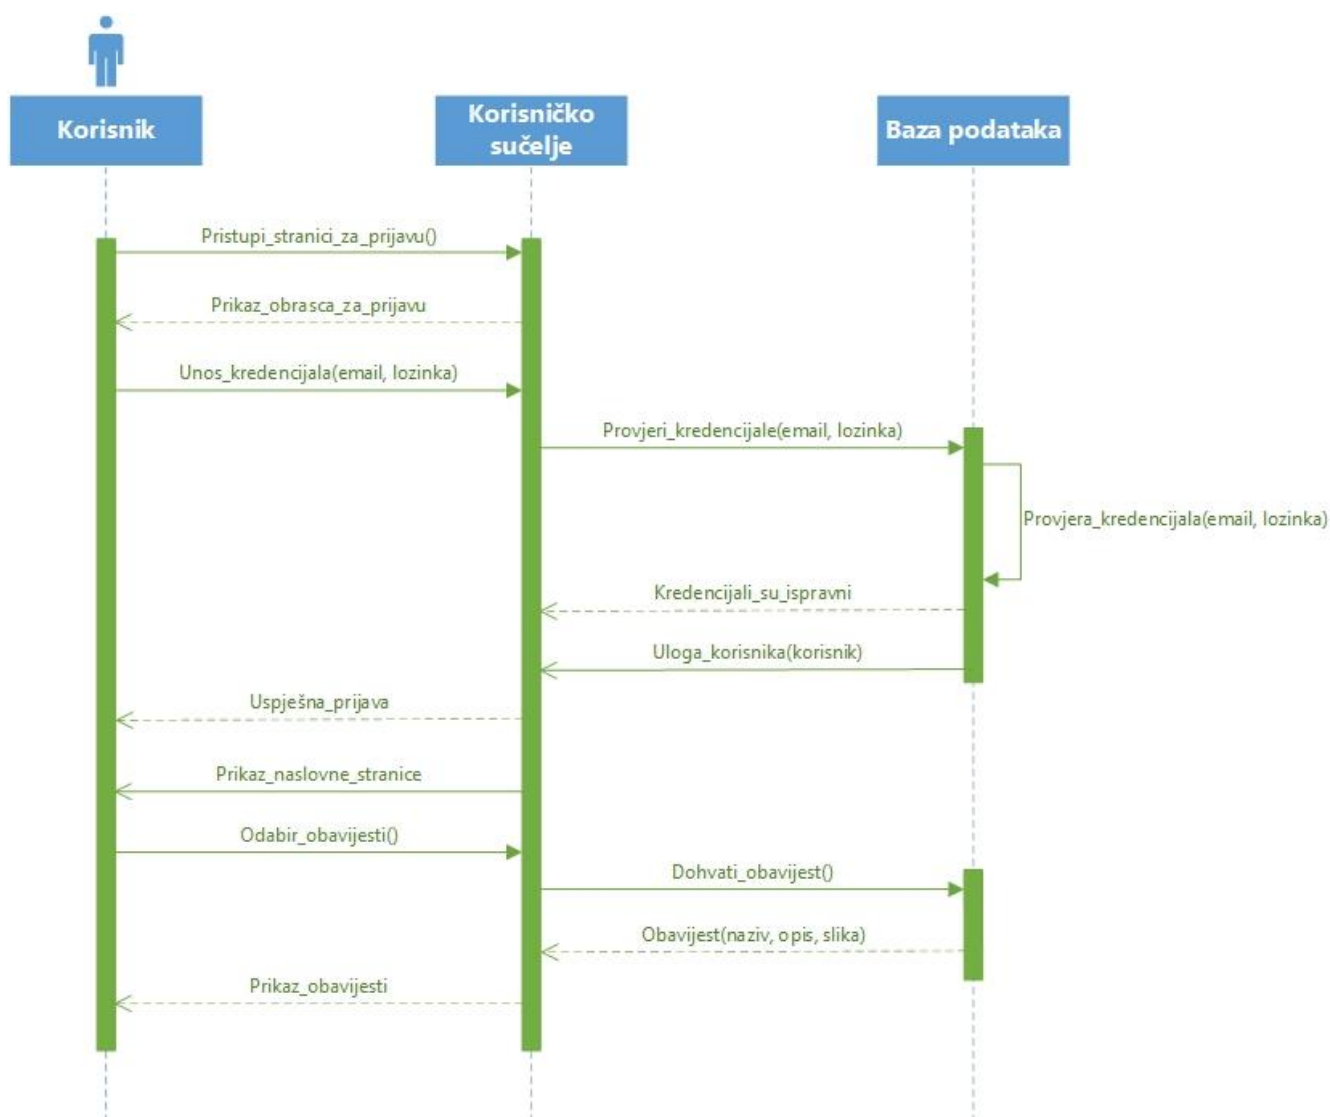 Korisnik
Korisničko
sučelje
Baza podataka
Pristupi_stranici_za_prijavu()
Prikaz_obrasca_za_prijavu
Unos_kredencijala(email, lozinka)
Provjeri_kredencijale(email, lozinka)
Provjera_kredencijala(email, lozinka)
Kredencijali_su_ispravni
Uloga_korisnika(korisnik)
Uspješna_prijava
Prikaz_naslovne_stranice
Odabir_obavijesti()
Dohvati_obavijest()
Obavijest(naziv, opis, slika)
Prikaz_obavijesti